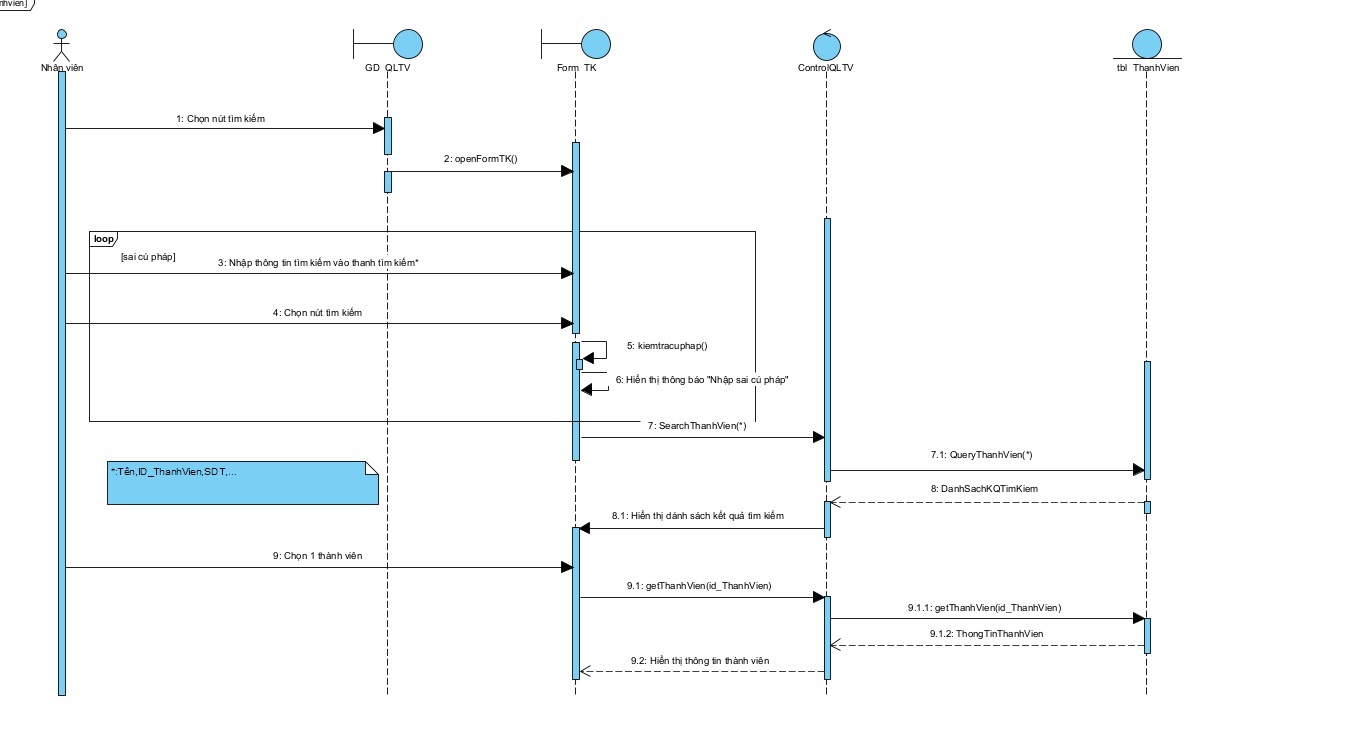 nhvien]
Nhân viên
GD_QLTV
Form_TK
ControlQLTV
tbl_ThanhVien
1: Chọn nút tìm kiếm
2: openFormTK()
loop
[sai cú pháp]
3: Nhập thông tin tìm kiếm vào thanh tìm kiếm*
4: Chọn nút tìm kiếm
5: kiemtracuphap()
6: Hiển thị thông báo "Nhập sai cú pháp"
7: SearchThanhVien(*)
7.1: QueryThanhVien(*)
*:Tên,ID_ThanhVien,SDT,...
8: DanhSachKQTimKiem
8.1: Hiển thị dánh sách kết quả tìm kiếm
9: Chọn 1 thành viên
9.1: getThanhVien(id_ThanhVien)
9.1.1: getThanhVien(id_ThanhVien)
9.1.2: ThongTinThanhVien
9.2: Hiển thị thông tin thành viên